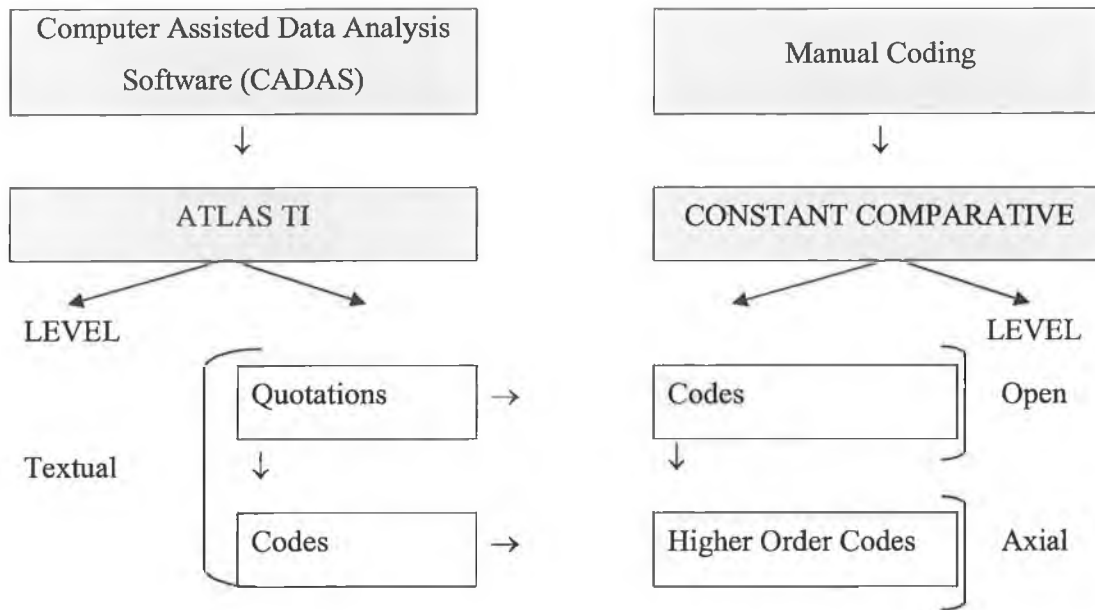 Computer Assisted Data Analysis
Software (CADAS)
Manual Coding
↓
↓
ATLAS TI
CONSTANT COMPARATIVE
LEVEL
LEVEL
Quotations
→
Codes
Open
Textual
↓
↓
Codes
→
Higher Order Codes
Axial